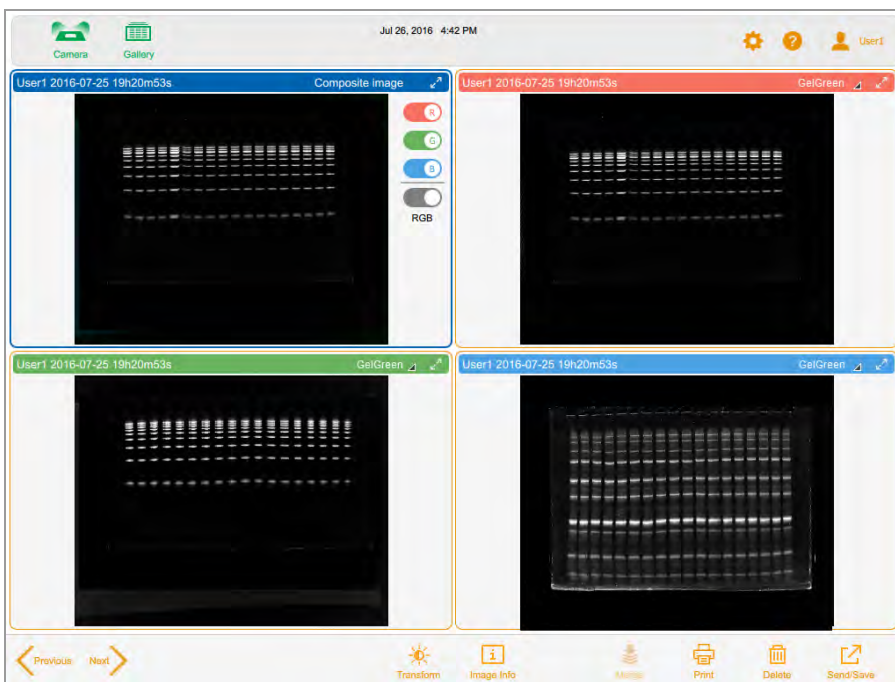 Jul 26, 2016 4:42 PM
Camera
Gallery
User1
User1 2016-07-25 19h20m53s
Composite image
R
G
B
RGB
User1 2016-07-25 19h20m53s
GelGreen
User1 2016-07-25 19h20m53s
GelGreen
User1 2016-07-25 19h20m53s
GelGreen
Previous
Next
Transform
Image Info
Merge
Print
Delete
Send/Save